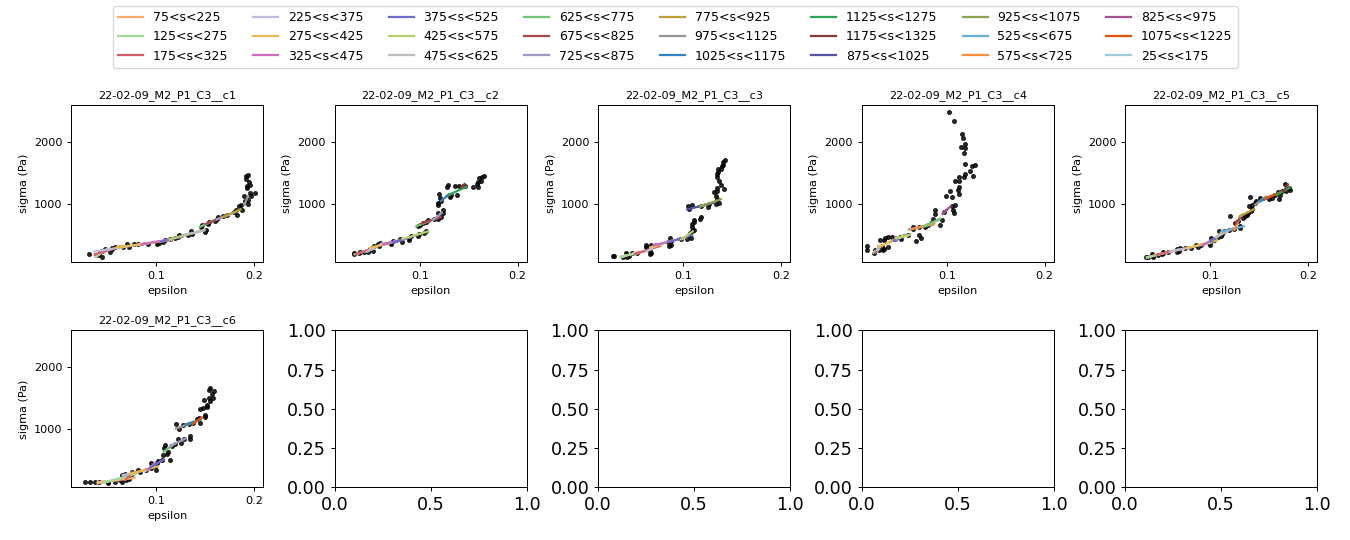 75<s<225 225<s<375 375<s<525 625<s<775 775<s<925 1125<s<1275 925<s<1075 825<s<975
125<s<275 275<s<425 425<s<575 675<s<825 975<s<1125 1175<s<1325 525<s<675 1075<s<1225
175<s<325 325<s<475 475<s<625 725<s<875 1025<s<1175 875<s<1025 575<s<725 25<s<175
22-02-09_M2_P1_C3__c1 22-02-09_M2_P1_C3__c2 22-02-09_M2_P1_C3__c3 22-02-09_M2_P1_C3__c4 22-02-09_M2_P1_C3__c5
sigma (Pa) sigma (Pa) sigma (Pa) sigma (Pa) sigma (Pa)
2000 2000 2000 2000 2000
1000 1000 1000 1000 1000
0.1 0.2 0.1 0.2 0.1 0.2 0.1 0.2 0.1 0.2
epsilon epsilon epsilon epsilon epsilon
22-02-09_M2_P1_C3__c6
sigma (Pa)
2000
1000
0.1 0.2
epsilon
1.00 1.00 1.00 1.00
0.75 0.75 0.75 0.75
0.50 0.50 0.50 0.50
0.25 0.25 0.25 0.25
0.00 0.00 0.00 0.00
0.0 0.5 1.0 0.0 0.5 1.0 0.0 0.5 1.0 0.0 0.5 1.0